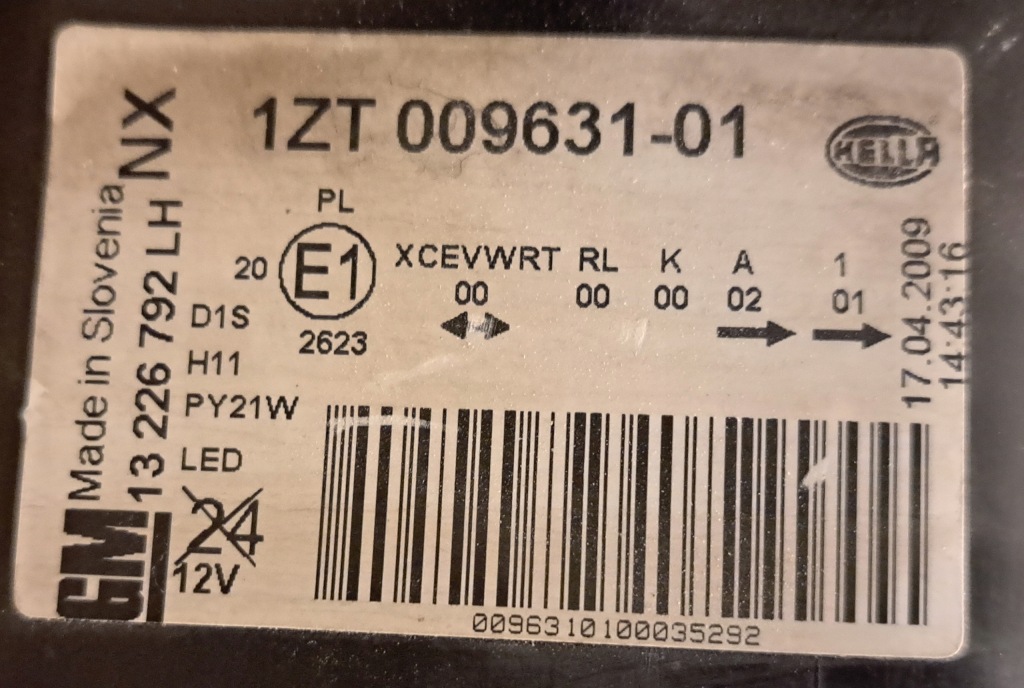 1ZT 009631-01
HELLA
PL
20 E1 XCEVWRT RL K A 1
00 00 00 02 01
2623
D1S
H11
PY21W
LED
24
12V
0096310100035292
GM
Made in Slovenia
13 226 792 LH NX
17.04.2009
14:43:16